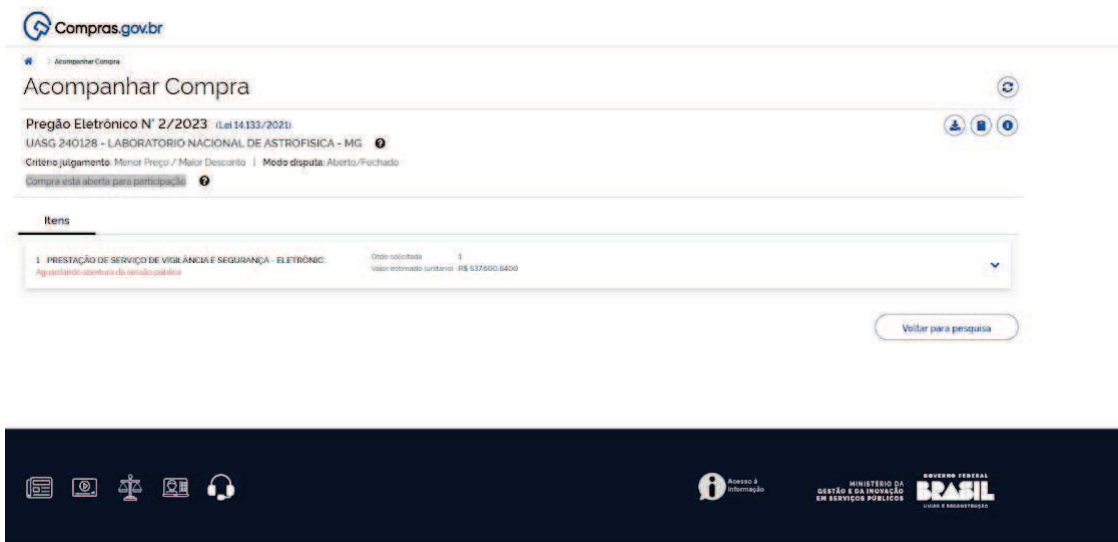 Compras.gov.br
Acompanhar Compra
Acompanhar Compra
Pregão Eletrônico N° 2/2023 (Lei 14.133/2021)
UASG 240128 - LABORATORIO NACIONAL DE ASTROFISICA - MG
Critério julgamento: Menor Preço / Maior Desconto | Modo disputa: Aberto/Fechado
Compra está aberta para participação
Itens
1 PRESTAÇÃO DE SERVIÇO DE VIGILÂNCIA E SEGURANÇA - ELETRÔNIC
Qtde solicitada 1
Aguardando abertura da sessão pública
Valor estimado (unitário) R$ 537.600,8400
Voltar para pesquisa
Acesso à
Informação
MINISTÉRIO DA
GESTÃO E DA INOVAÇÃO
EM SERVIÇOS PÚBLICOS
GOVERNO FEDERAL
BRASIL
UNIÃO E RECONSTRUÇÃO